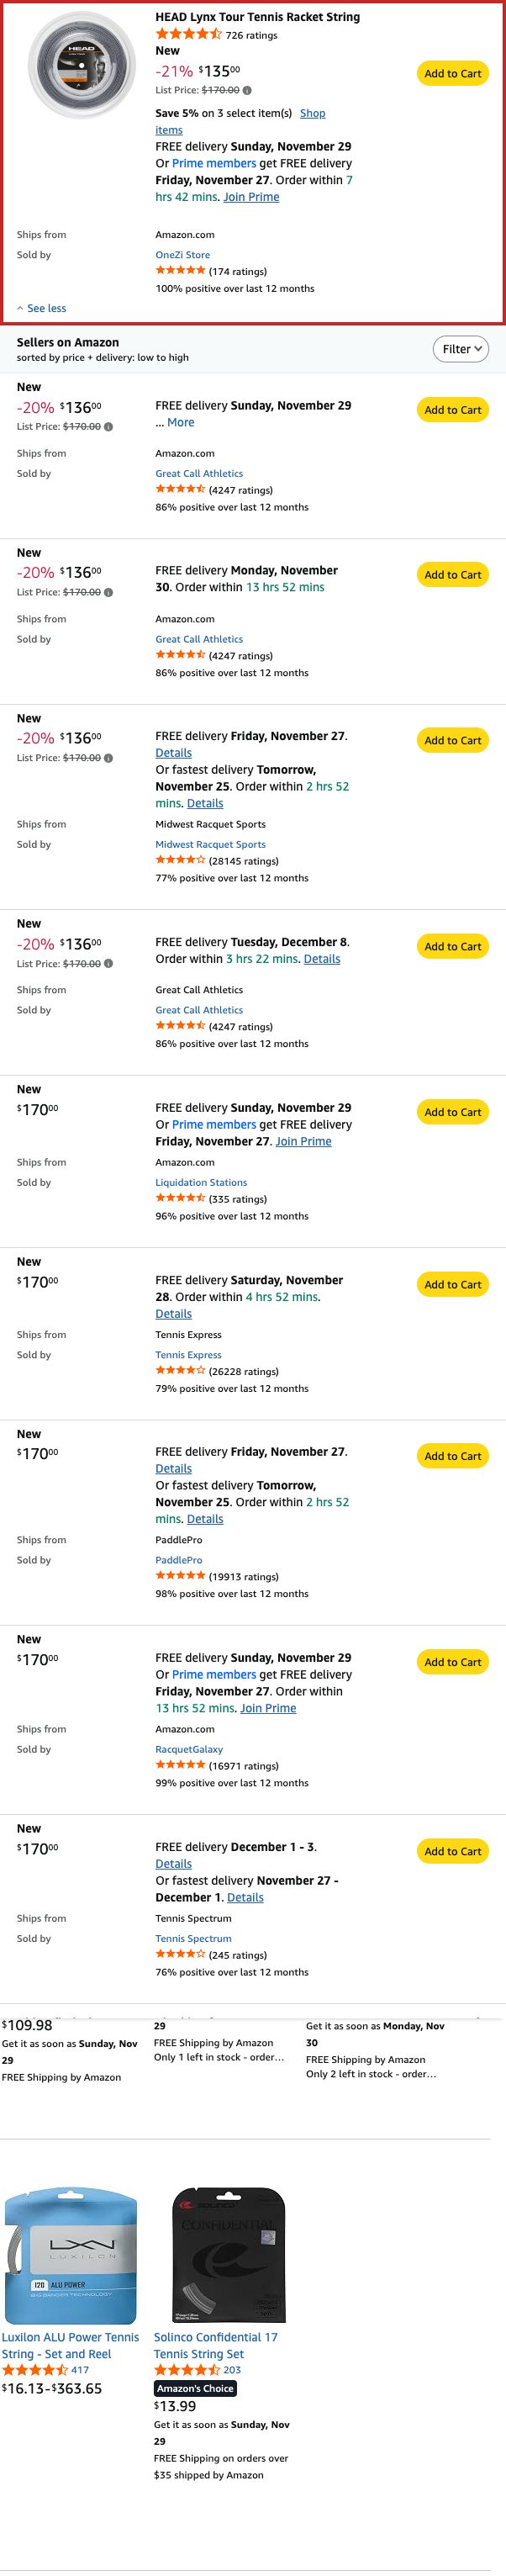 HEAD Lynx Tour Tennis Racket String
726 ratings
New
-21% $13500
List Price: $170.00
Save 5% on 3 select item(s) Shop
items
FREE delivery Sunday, November 29
Or Prime members get FREE delivery
Friday, November 27. Order within 7
hrs 42 mins. Join Prime
Add to Cart
HEAD
Ships from
Amazon.com
Sold by
OneZi Store
(174 ratings)
100% positive over last 12 months
See less
Sellers on Amazon
sorted by price + delivery: low to high
Filter
New
-20% $13600
List Price: $170.00
FREE delivery Sunday, November 29
... More
Add to Cart
Ships from
Amazon.com
Sold by
Great Call Athletics
(4247 ratings)
86% positive over last 12 months
New
-20% $13600
List Price: $170.00
FREE delivery Monday, November
30. Order within 13 hrs 52 mins
Add to Cart
Ships from
Amazon.com
Sold by
Great Call Athletics
(4247 ratings)
86% positive over last 12 months
New
-20% $13600
List Price: $170.00
FREE delivery Friday, November 27.
Details
Or fastest delivery Tomorrow,
November 25. Order within 2 hrs 52
mins. Details
Add to Cart
Ships from
Midwest Racquet Sports
Sold by
Midwest Racquet Sports
(28145 ratings)
77% positive over last 12 months
New
-20% $13600
List Price: $170.00
FREE delivery Tuesday, December 8.
Order within 3 hrs 22 mins. Details
Add to Cart
Ships from
Great Call Athletics
Sold by
Great Call Athletics
(4247 ratings)
86% positive over last 12 months
New
$17000
FREE delivery Sunday, November 29
Or Prime members get FREE delivery
Friday, November 27. Join Prime
Add to Cart
Ships from
Amazon.com
Sold by
Liquidation Stations
(335 ratings)
96% positive over last 12 months
New
$17000
FREE delivery Saturday, November
28. Order within 4 hrs 52 mins.
Details
Add to Cart
Ships from
Tennis Express
Sold by
Tennis Express
(26228 ratings)
79% positive over last 12 months
New
$17000
FREE delivery Friday, November 27.
Details
Or fastest delivery Tomorrow,
November 25. Order within 2 hrs 52
mins. Details
Add to Cart
Ships from
PaddlePro
Sold by
PaddlePro
(19913 ratings)
98% positive over last 12 months
New
$17000
FREE delivery Sunday, November 29
Or Prime members get FREE delivery
Friday, November 27. Order within
13 hrs 52 mins. Join Prime
Add to Cart
Ships from
Amazon.com
Sold by
RacquetGalaxy
(16971 ratings)
99% positive over last 12 months
New
$17000
FREE delivery December 1 - 3.
Details
Or fastest delivery November 27 -
December 1. Details
Add to Cart
Ships from
Tennis Spectrum
Sold by
Tennis Spectrum
(245 ratings)
76% positive over last 12 months
$109.98
Get it as soon as Sunday, Nov
29
FREE Shipping by Amazon
29
FREE Shipping by Amazon
Only 1 left in stock - order...
Get it as soon as Monday, Nov
30
FREE Shipping by Amazon
Only 2 left in stock - order...
LXN
LUXILON
120 ALU POWER
BIG BANGER TECHNOLOGY
Luxilon ALU Power Tennis
String - Set and Reel
417
$16.13-$363.65
SOLINCO
CONFIDENTIAL
Solinco Confidential 17
Tennis String Set
203
Amazon's Choice
$13.99
Get it as soon as Sunday, Nov
29
FREE Shipping on orders over
$35 shipped by Amazon